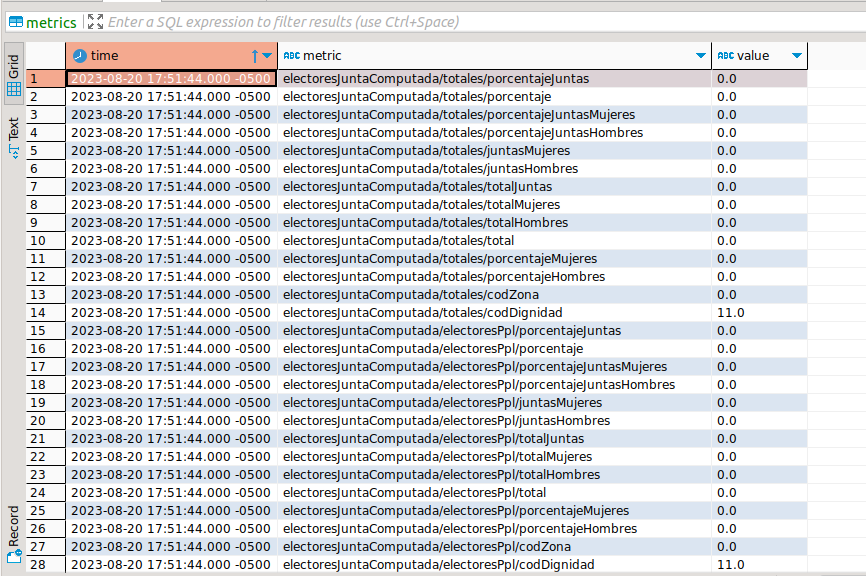 metrics Enter a SQL expression to filter results (use Ctrl+Space)
Grid
Text
Record
time ABC metric ABC value
1 2023-08-20 17:51:44.000 -0500 electoresJuntaComputada/totales/porcentajeJuntas 0.0
2 2023-08-20 17:51:44.000 -0500 electoresJuntaComputada/totales/porcentaje 0.0
3 2023-08-20 17:51:44.000 -0500 electoresJuntaComputada/totales/porcentajeJuntasMujeres 0.0
4 2023-08-20 17:51:44.000 -0500 electoresJuntaComputada/totales/porcentajeJuntasHombres 0.0
5 2023-08-20 17:51:44.000 -0500 electoresJuntaComputada/totales/juntasMujeres 0.0
6 2023-08-20 17:51:44.000 -0500 electoresJuntaComputada/totales/juntasHombres 0.0
7 2023-08-20 17:51:44.000 -0500 electoresJuntaComputada/totales/totalJuntas 0.0
8 2023-08-20 17:51:44.000 -0500 electoresJuntaComputada/totales/totalMujeres 0.0
9 2023-08-20 17:51:44.000 -0500 electoresJuntaComputada/totales/totalHombres 0.0
10 2023-08-20 17:51:44.000 -0500 electoresJuntaComputada/totales/total 0.0
11 2023-08-20 17:51:44.000 -0500 electoresJuntaComputada/totales/porcentajeMujeres 0.0
12 2023-08-20 17:51:44.000 -0500 electoresJuntaComputada/totales/porcentajeHombres 0.0
13 2023-08-20 17:51:44.000 -0500 electoresJuntaComputada/totales/codZona 0.0
14 2023-08-20 17:51:44.000 -0500 electoresJuntaComputada/totales/codDignidad 11.0
15 2023-08-20 17:51:44.000 -0500 electoresJuntaComputada/electoresPpl/porcentajeJuntas 0.0
16 2023-08-20 17:51:44.000 -0500 electoresJuntaComputada/electoresPpl/porcentaje 0.0
17 2023-08-20 17:51:44.000 -0500 electoresJuntaComputada/electoresPpl/porcentajeJuntasMujeres 0.0
18 2023-08-20 17:51:44.000 -0500 electoresJuntaComputada/electoresPpl/porcentajeJuntasHombres 0.0
19 2023-08-20 17:51:44.000 -0500 electoresJuntaComputada/electoresPpl/juntasMujeres 0.0
20 2023-08-20 17:51:44.000 -0500 electoresJuntaComputada/electoresPpl/juntasHombres 0.0
21 2023-08-20 17:51:44.000 -0500 electoresJuntaComputada/electoresPpl/totalJuntas 0.0
22 2023-08-20 17:51:44.000 -0500 electoresJuntaComputada/electoresPpl/totalMujeres 0.0
23 2023-08-20 17:51:44.000 -0500 electoresJuntaComputada/electoresPpl/totalHombres 0.0
24 2023-08-20 17:51:44.000 -0500 electoresJuntaComputada/electoresPpl/total 0.0
25 2023-08-20 17:51:44.000 -0500 electoresJuntaComputada/electoresPpl/porcentajeMujeres 0.0
26 2023-08-20 17:51:44.000 -0500 electoresJuntaComputada/electoresPpl/porcentajeHombres 0.0
27 2023-08-20 17:51:44.000 -0500 electoresJuntaComputada/electoresPpl/codZona 0.0
28 2023-08-20 17:51:44.000 -0500 electoresJuntaComputada/electoresPpl/codDignidad 11.0